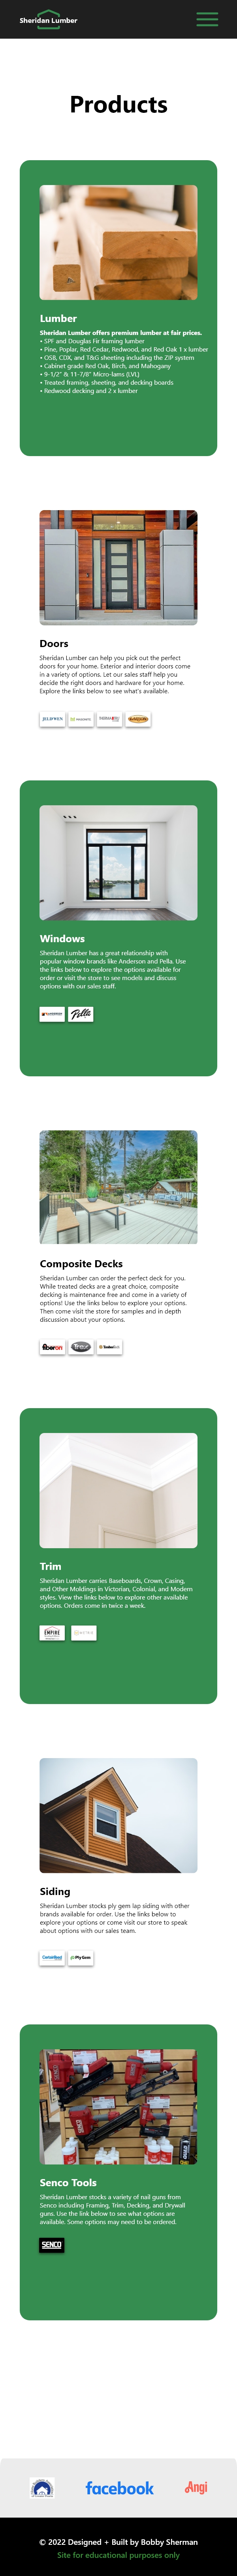 Sheridan Lumber
Products
Lumber
Sheridan Lumber offers premium lumber at fair prices.
• SPF and Douglas Fir framing lumber
• Pine, Poplar, Red Cedar, Redwood, and Red Oak 1 x lumber
• OSB, CDX, and T&G sheeting including the ZIP system
• Cabinet grade Red Oak, Birch, and Mahogany
• 9-1/2" & 11-7/8" Micro-lams (LVL)
• Treated framing, sheeting, and decking boards
• Redwood decking and 2 x lumber
Doors
Sheridan Lumber can help you pick out the perfect
doors for your home. Exterior and interior doors come
in a variety of options. Let our sales staff help you
decide the right doors and hardware for your home.
Explore the links below to see what's available.
JELD WEN
MASONITE
Windows
Sheridan Lumber has a great relationship with
popular window brands like Anderson and Pella. Use
the links below to explore the options available for
order or visit the store to see models and discuss
options with our sales staff.
ANDERSEN
Pella
Composite Decks
Sheridan Lumber can order the perfect deck for you.
While treated decks are a great choice, composite
decking is maintenance free and come in a variety of
options! Use the links below to explore your options.
Then come visit the store for samples and in depth
discussion about your options.
fiberon
Trex
TimberTech
Trim
Sheridan Lumber carries Baseboards, Crown, Casing,
and Other Moldings in Victorian, Colonial, and Modern
styles. View the links below to explore other available
options. Orders come in twice a week.
EMPIRE
METRIE
Siding
Sheridan Lumber stocks ply gem lap siding with other
brands available for order. Use the links below to
explore your options or come visit our store to speak
about options with our sales team.
CertainTeed
PlyGem
Senco Tools
Sheridan Lumber stocks a variety of nail guns from
Senco including Framing, Trim, Decking, and Drywall
guns. Use the link below to see what options are
available. Some options may need to be ordered.
SENCO
facebook
Angi
© 2022 Designed + Built by Bobby Sherman
Site for educational purposes only